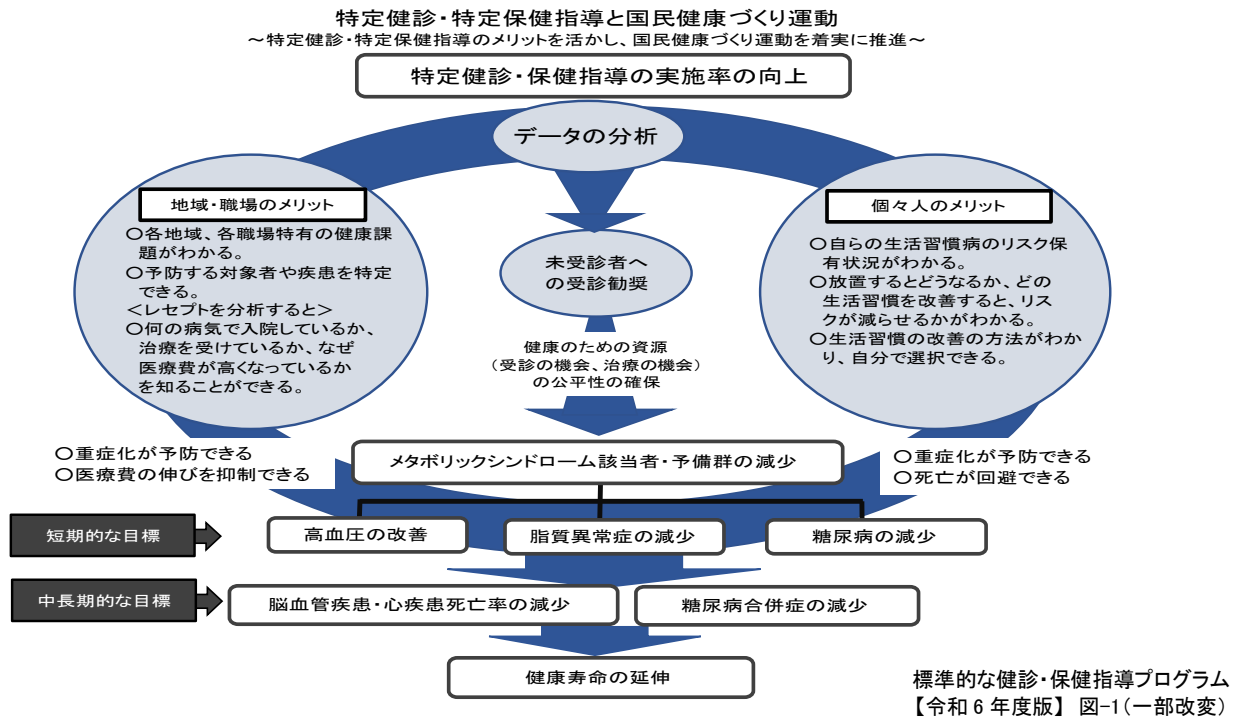 特定健診・特定保健指導と国民健康づくり運動
～特定健診・特定保健指導のメリットを活かし、国民健康づくり運動を着実に推進～
特定健診・保健指導の実施率の向上
データの分析
地域・職場のメリット
○各地域、各職場特有の健康課
題がわかる。
○予防する対象者や疾患を特定
できる。
＜レセプトを分析すると＞
○何の病気で入院しているか、
治療を受けているか、なぜ
医療費が高くなっているか
を知ることができる。
未受診者へ
の受診勧奨
健康のための資源
（受診の機会、治療の機会）
の公平性の確保
個々人のメリット
○自らの生活習慣病のリスク保
有状況がわかる。
○放置するとどうなるか、どの
生活習慣を改善すると、リス
クが減らせるかがわかる。
○生活習慣の改善の方法がわか
り、自分で選択できる。
○重症化が予防できる
○医療費の伸びを抑制できる
メタボリックシンドローム該当者・予備群の減少
○重症化が予防できる
○死亡が回避できる
短期的な目標
高血圧の改善
脂質異常症の減少
糖尿病の減少
中長期的な目標
脳血管疾患・心疾患死亡率の減少
糖尿病合併症の減少
健康寿命の延伸
標準的な健診・保健指導プログラム
【令和6年度版】 図-1（一部改変）